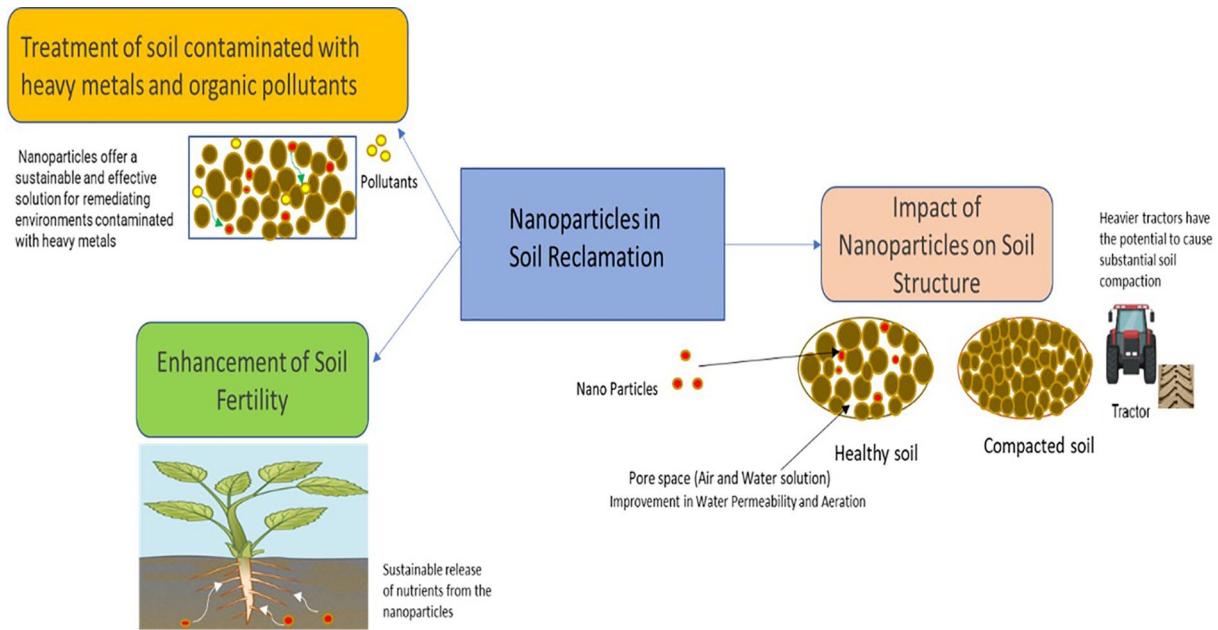 Treatment of soil contaminated with
heavy metals and organic pollutants
Nanoparticles offer a
sustainable and effective
solution for remediating
environments contaminated
with heavy metals
Pollutants
Nanoparticles in
Soil Reclamation
Impact of
Nanoparticles on Soil
Structure
Heavier tractors have
the potential to cause
substantial soil
compaction
Enhancement of Soil
Fertility
Nano Particles
Healthy soil
Compacted soil
Tractor
Pore space (Air and Water solution)
Improvement in Water Permeability and Aeration
Sustainable release
of nutrients from the
nanoparticles